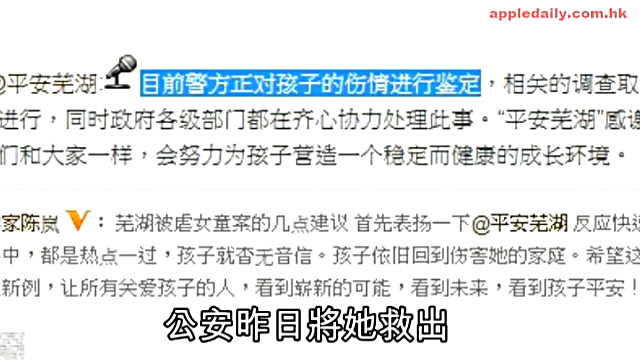 appledaily.com.hk
@平安芜湖:目前警方正对孩子的伤情进行鉴定，相关的调查取
进行，同时政府各级部门都在齐心协力处理此事。“平安芜湖”感谢
们和大家一样，会努力为孩子营造一个稳定而健康的成长环境。
家陈岚 V：芜湖被虐女童案的几点建议 首先表扬一下@平安芜湖 反应快速
中，都是热点一过，孩子就杳无音信。孩子依旧回到伤害她的家庭。希望这
新例，让所有关爱孩子的人，看到崭新的可能，看到未来，看到孩子平安！
公安昨日將她救出